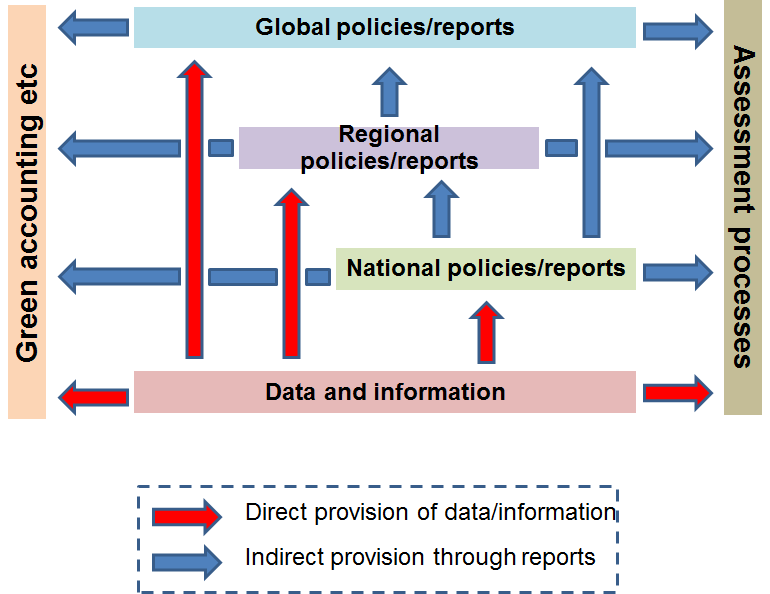 Global policies/reports
Green accounting etc
Assessment processes
Regional
policies/reports
National policies/reports
Data and information
Direct provision of data/information
Indirect provision through reports